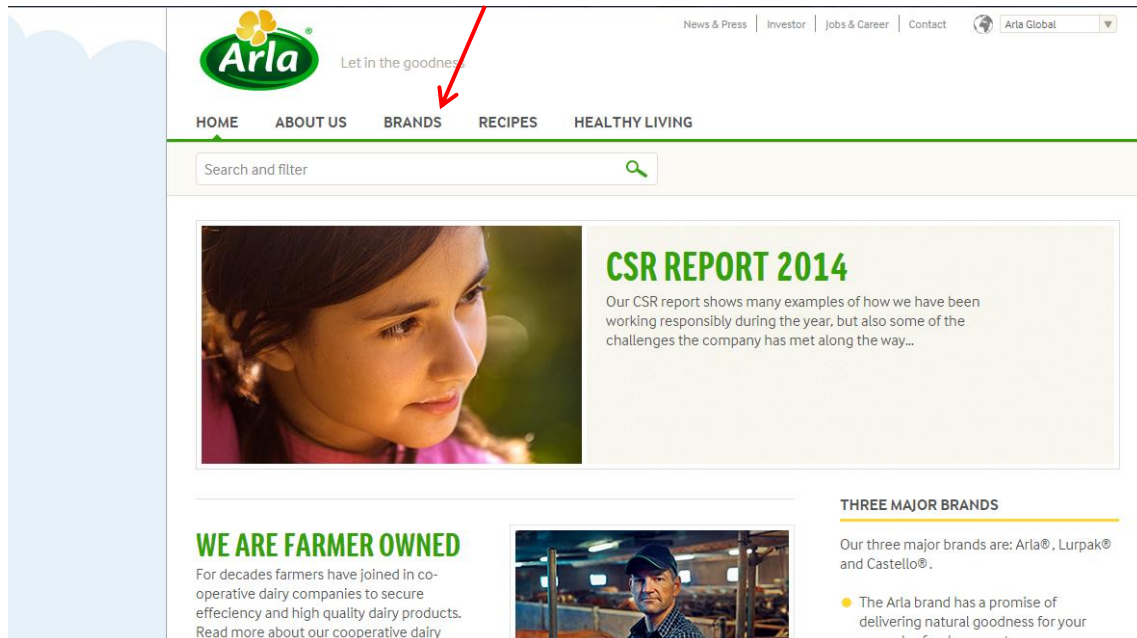 News & Press | Investor | Jobs & Career | Contact Arla Global
Arla®
Let in the goodness
HOME ABOUT US BRANDS RECIPES HEALTHY LIVING
Search and filter
CSR REPORT 2014
Our CSR report shows many examples of how we have been
working responsibly during the year, but also some of the
challenges the company has met along the way...
WE ARE FARMER OWNED
For decades farmers have joined in co-
operative dairy companies to secure
effeciency and high quality dairy products.
Read more about our cooperative dairy
THREE MAJOR BRANDS
Our three major brands are: Arla®, Lurpak®
and Castello®.
The Arla brand has a promise of
delivering natural goodness for your